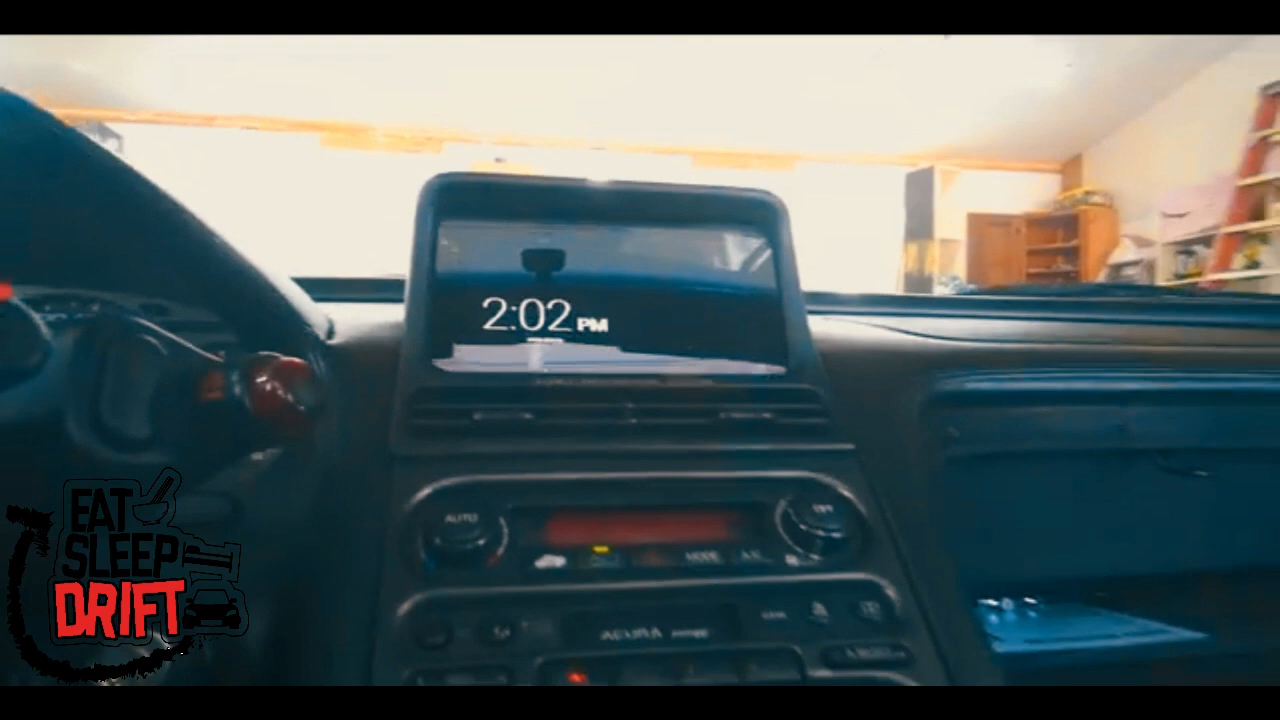 2:02 PM
AUTO
OFF
MODE
ACURA
EAT
SLEEP
DRIFT